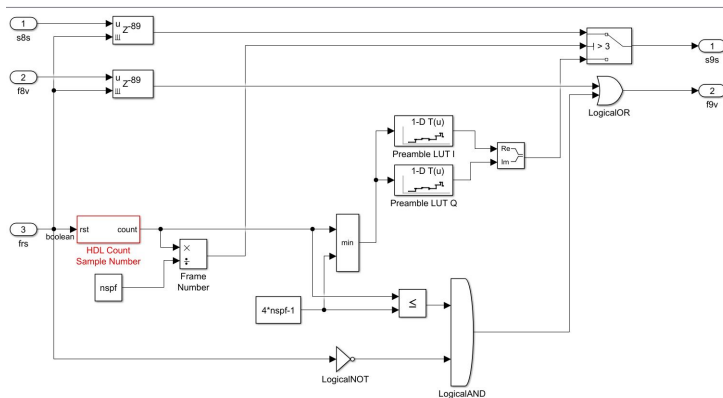 1
s8s
u
Z-89
> 3
1
s9s
2
f8v
u
Z-89
LogicalOR
2
f9v
1-D T(u)
Preamble LUT I
Re
Im
1-D T(u)
Preamble LUT Q
3
frs
boolean
rst
count
HDL Count
Sample Number
×
÷
Frame
Number
min
nspf
4*nspf-1
≤
LogicalNOT
LogicalAND